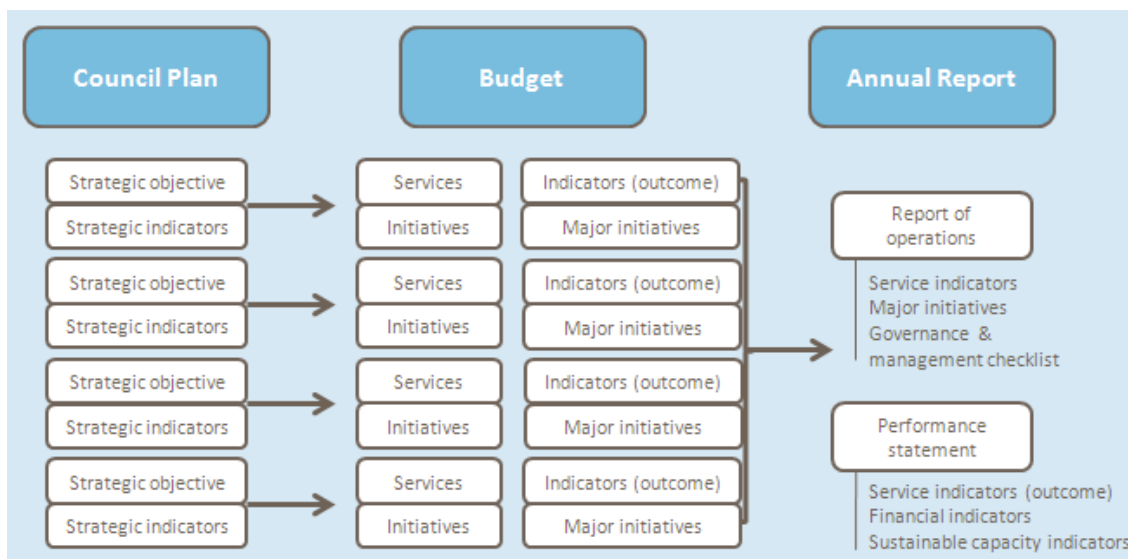 Council Plan
Budget
Annual Report
Strategic objective
Strategic indicators
Strategic objective
Strategic indicators
Strategic objective
Strategic indicators
Strategic objective
Strategic indicators
Services
Initiatives
Services
Initiatives
Services
Initiatives
Services
Initiatives
Indicators (outcome)
Major initiatives
Indicators (outcome)
Major initiatives
Indicators (outcome)
Major initiatives
Indicators (outcome)
Major initiatives
Report of
operations
Service indicators
Major initiatives
Governance &
management checklist
Performance
statement
Service indicators (outcome)
Financial indicators
Sustainable capacity indicators